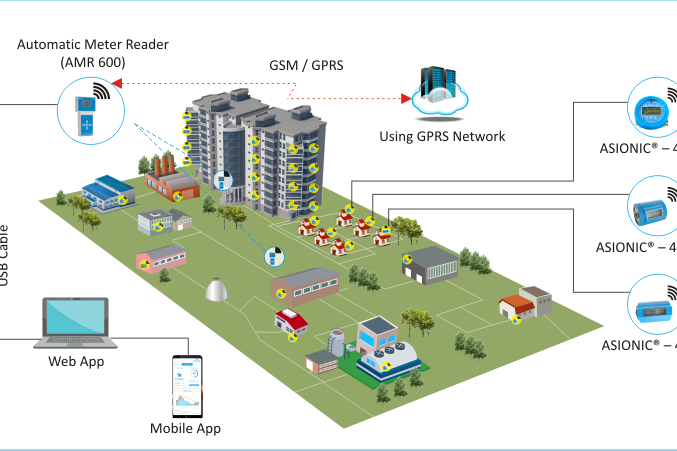 Automatic Meter Reader
(AMR 600)
GSM / GPRS
Using GPRS Network
ASIONIC® – 4
ASIONIC® – 4
ASIONIC® – 4
USB Cable
Web App
Mobile App